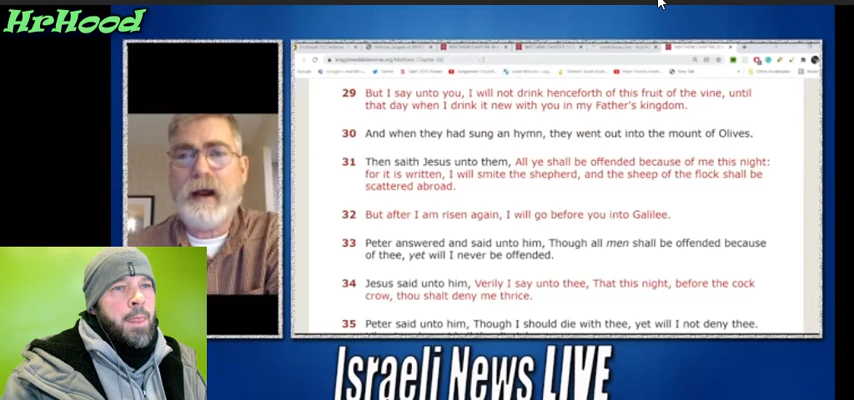 HrHood
29 But I say unto you, I will not drink henceforth of this fruit of the vine, until
that day when I drink it new with you in my Father's kingdom.
30 And when they had sung an hymn, they went out into the mount of Olives.
31 Then saith Jesus unto them, All ye shall be offended because of me this night:
for it is written, I will smite the shepherd, and the sheep of the flock shall be
scattered abroad.
32 But after I am risen again, I will go before you into Galilee.
33 Peter answered and said unto him, Though all men shall be offended because
of thee, yet will I never be offended.
34 Jesus said unto him, Verily I say unto thee, That this night, before the cock
crow, thou shalt deny me thrice.
35 Peter said unto him, Though I should die with thee, yet will I not deny thee.
Israeli News LIVE